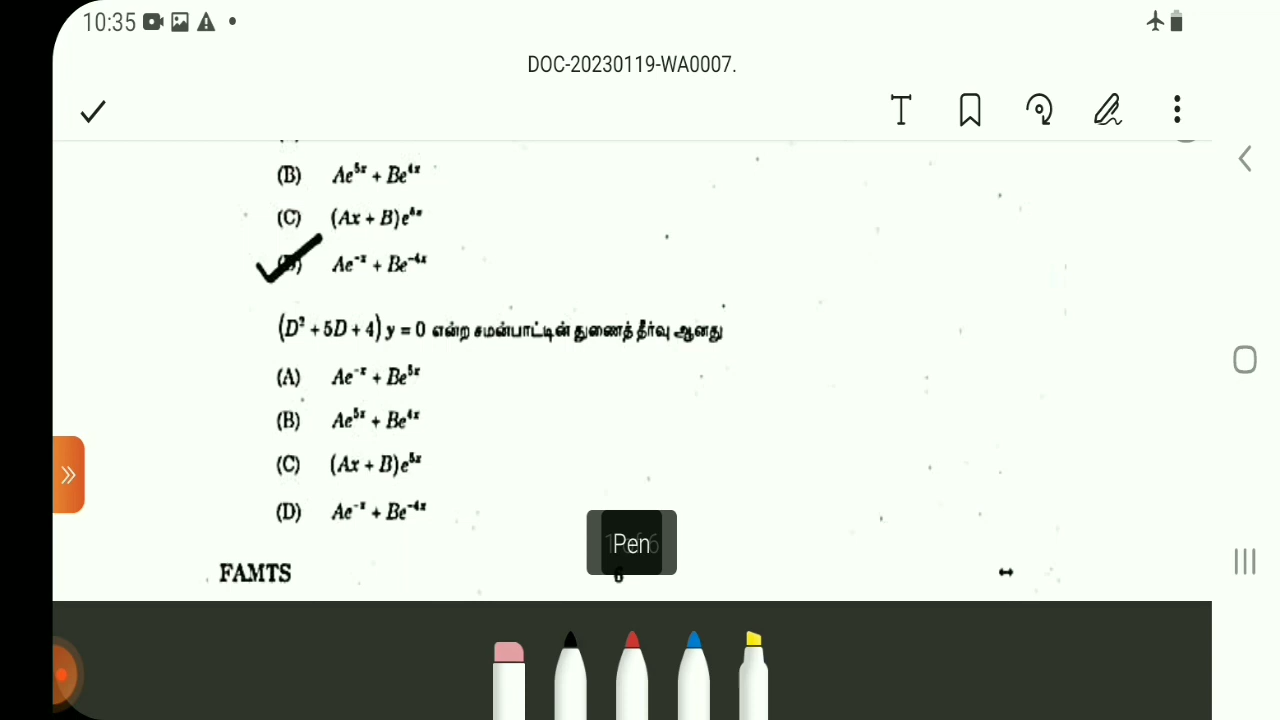 10:35
DOC-20230119-WA0007.
(B) Ae^{5x} + Be^{4x}
(C) (Ax + B)e^{5x}
(D) Ae^{-x} + Be^{-4x}
(D² + 5D + 4) y = 0 என்ற சமன்பாட்டின் துணைத் தீர்வு ஆனது
(A) Ae^{-x} + Be^{5x}
(B) Ae^{5x} + Be^{4x}
(C) (Ax + B)e^{5x}
(D) Ae^{-x} + Be^{-4x}
Pen
FAMTS 6